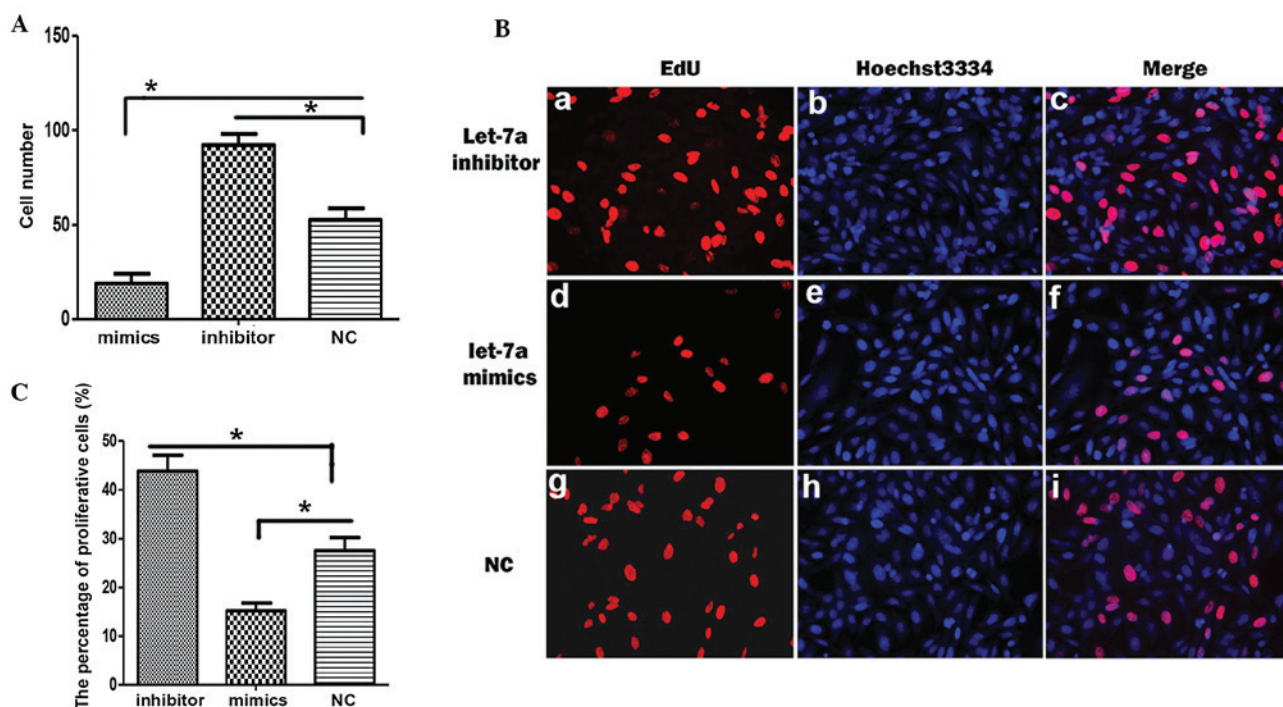 A
150
100
50
0
Cell number
*
*
mimics inhibitor NC
B
EdU Hoechst3334 Merge
Let-7a
inhibitor
a b c
let-7a
mimics
d e f
NC
g h i
C
The percentage of proliferative cells (%)
50
40
30
20
10
0
*
*
inhibitor mimics NC